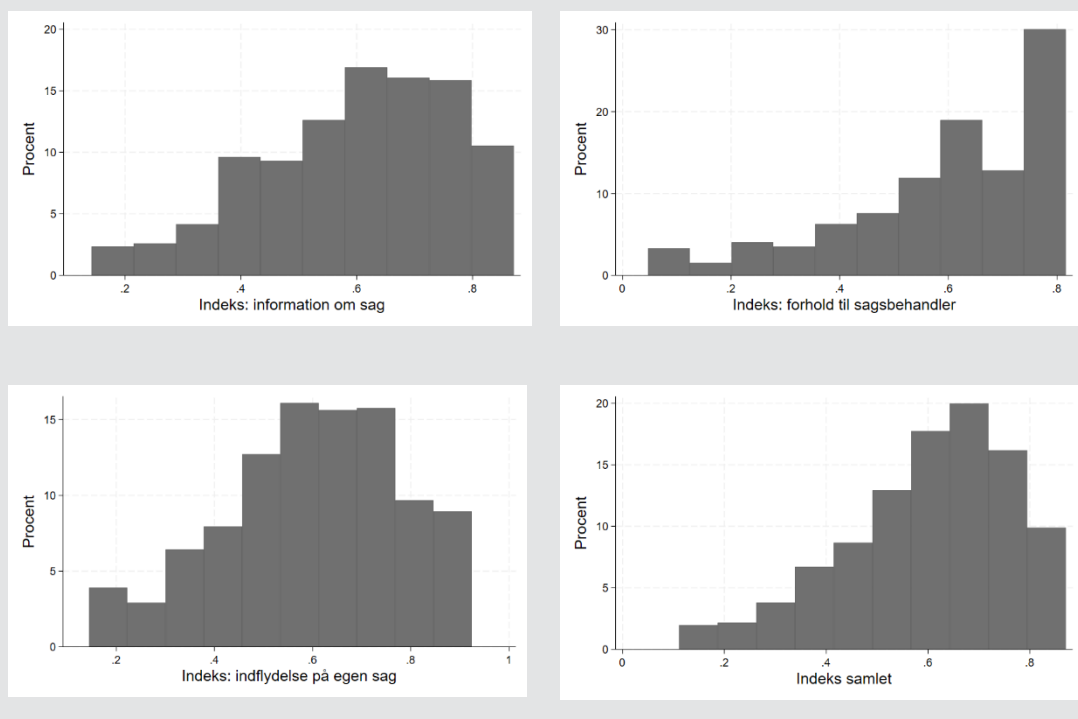 20
15
10
5
0
Procent
.2 .4 .6 .8
Indeks: information om sag
30
20
10
0
Procent
0 .2 .4 .6 .8
Indeks: forhold til sagsbehandler
15
10
5
0
Procent
.2 .4 .6 .8 1
Indeks: indflydelse på egen sag
20
15
10
5
0
Procent
0 .2 .4 .6 .8
Indeks samlet